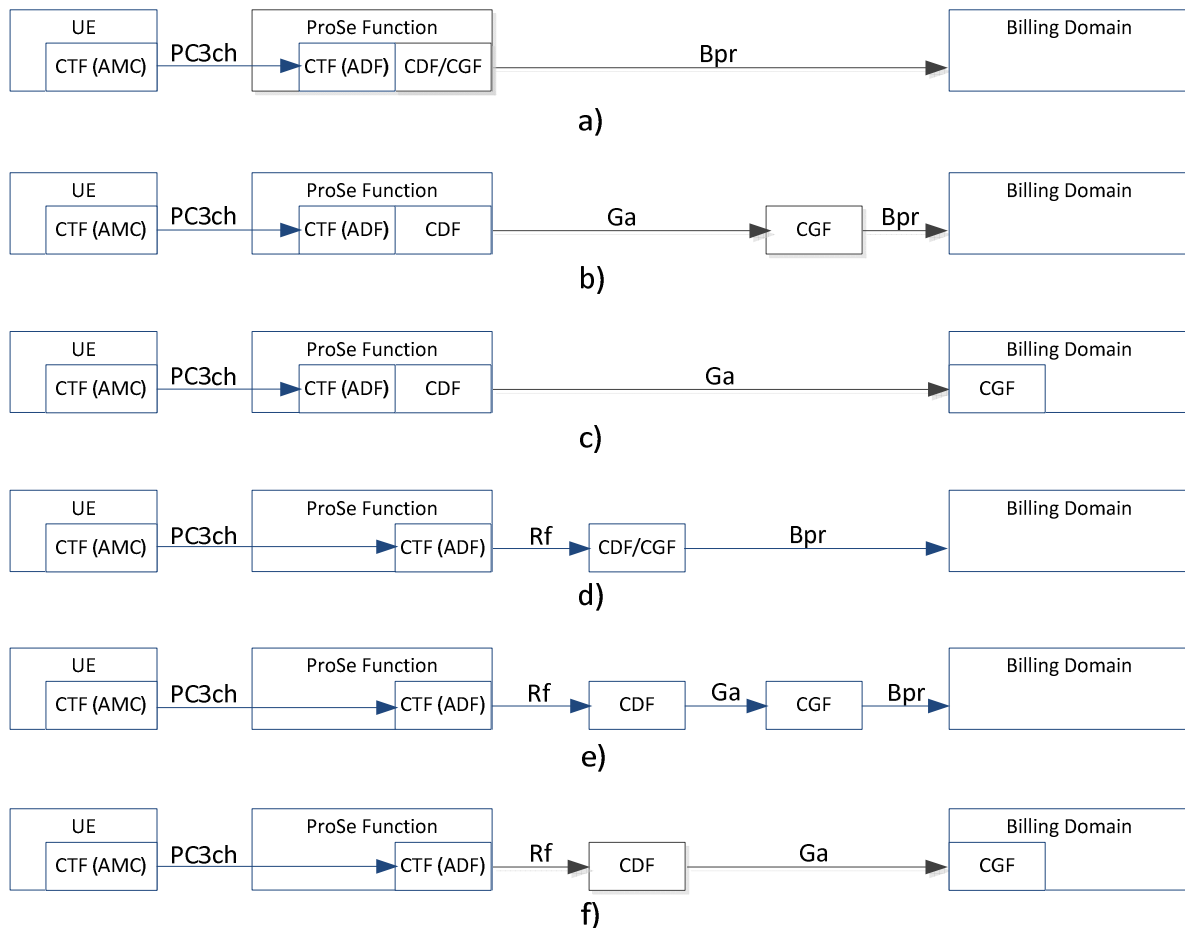 UE
ProSe Function
Billing Domain
CTF (AMC)
PC3ch
CTF (ADF)
CDF/CGF
Bpr
a)
UE
ProSe Function
Billing Domain
CTF (AMC)
PC3ch
CTF (ADF)
CDF
Ga
CGF
Bpr
b)
UE
ProSe Function
Billing Domain
CTF (AMC)
PC3ch
CTF (ADF)
CDF
Ga
CGF
c)
UE
ProSe Function
Billing Domain
CTF (AMC)
PC3ch
CTF (ADF)
Rf
CDF/CGF
Bpr
d)
UE
ProSe Function
Billing Domain
CTF (AMC)
PC3ch
CTF (ADF)
Rf
CDF
Ga
CGF
Bpr
e)
UE
ProSe Function
Billing Domain
CTF (AMC)
PC3ch
CTF (ADF)
Rf
CDF
Ga
CGF
f)